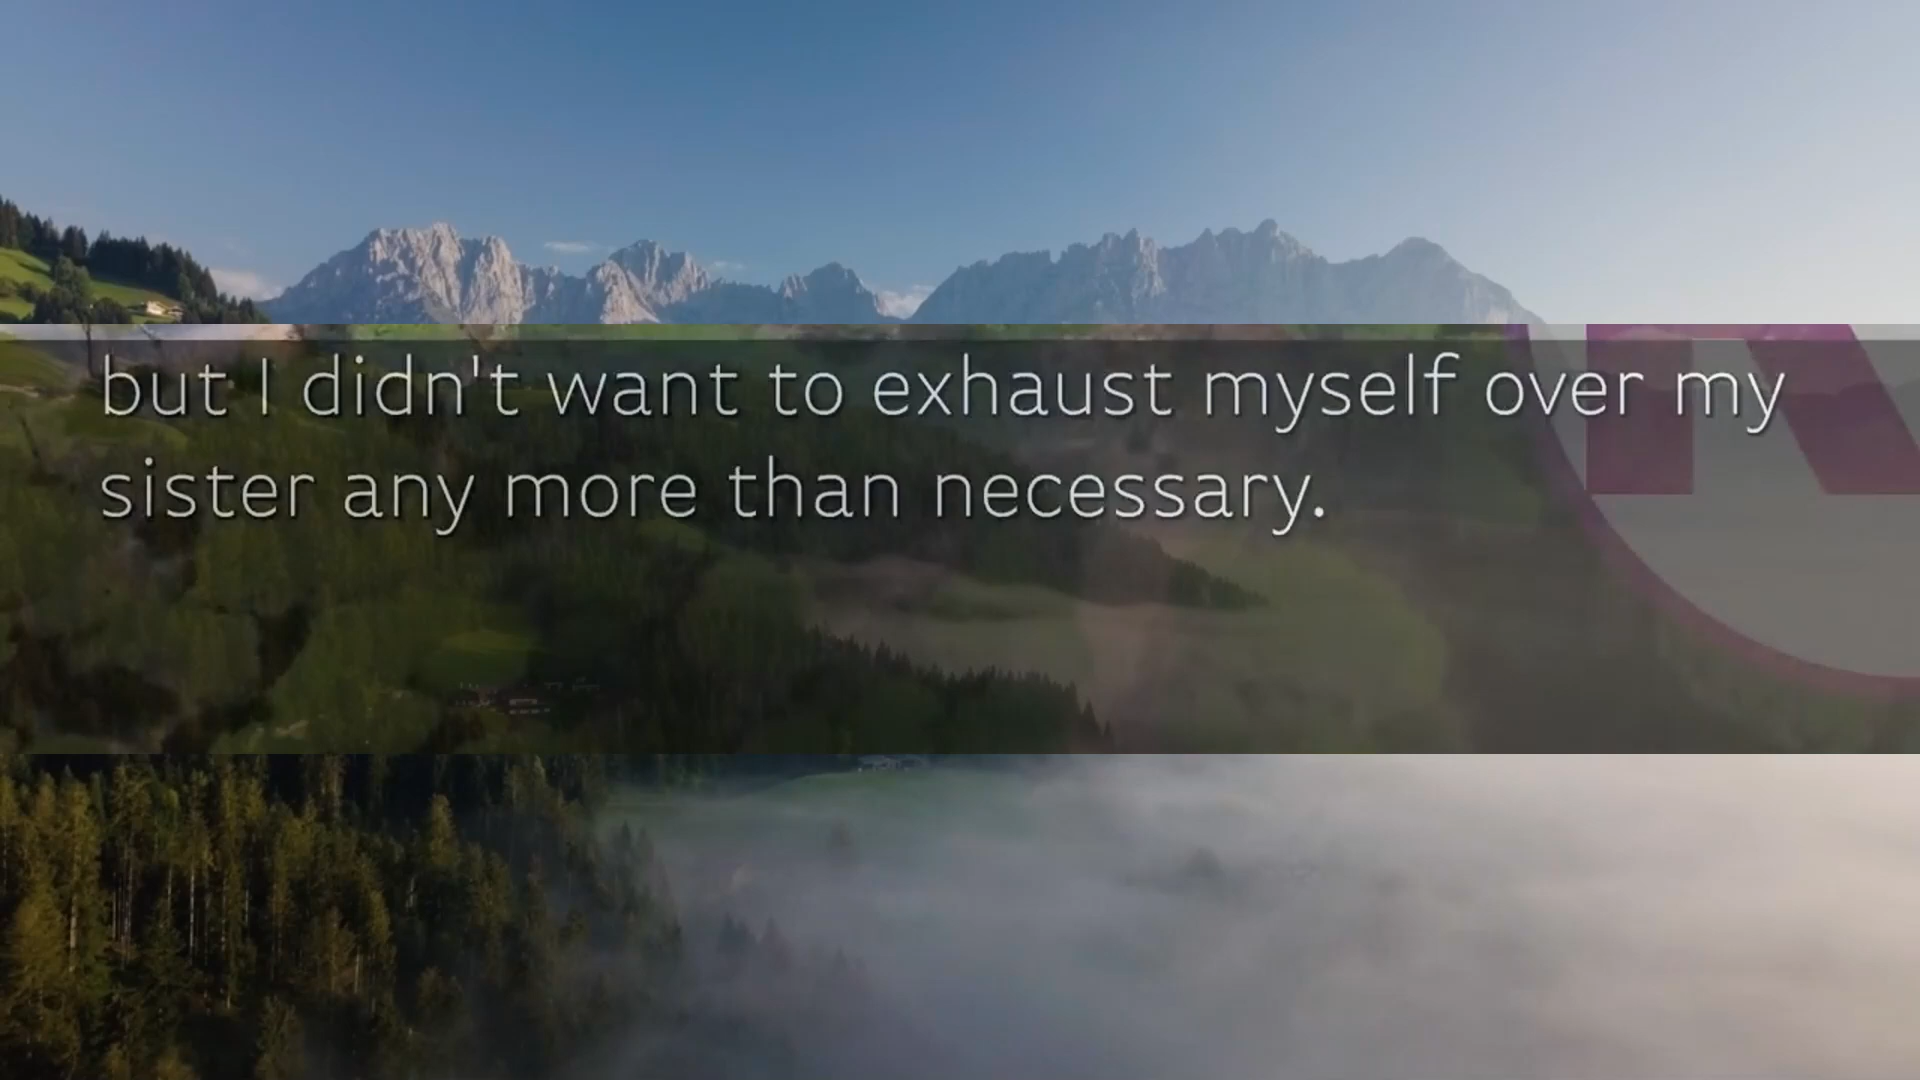 but I didn't want to exhaust myself over my
sister any more than necessary.